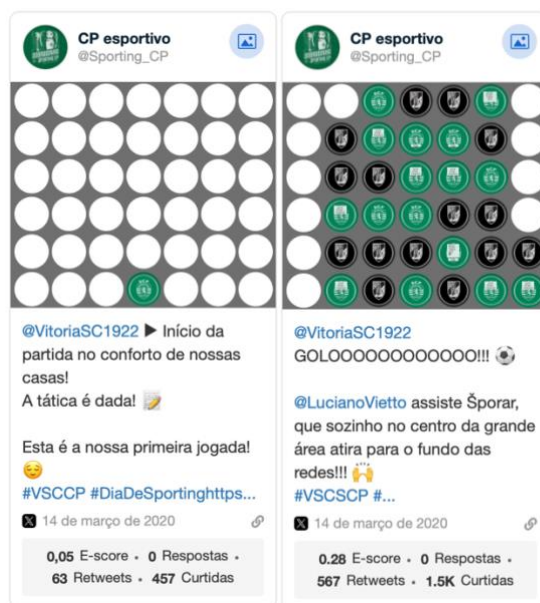 CP esportivo
@Sporting_CP
@VitoriaSC1922 ▶ Início da
partida no conforto de nossas
casas!
A tática é dada! 📝
Esta é a nossa primeira jogada!
😌
#VSCCP #DiaDeSportinghttps...
14 de março de 2020
0,05 E-score • 0 Respostas •
63 Retweets • 457 Curtidas
CP esportivo
@Sporting_CP
@VitoriaSC1922
GOLOOOOOOOOOOOO!!! ⚽
@LucianoVietto assiste Šporar,
que sozinho no centro da grande
área atira para o fundo das
redes!!! 🙌
#VSCSCP #...
14 de março de 2020
0.28 E-score • 0 Respostas •
567 Retweets • 1.5K Curtidas